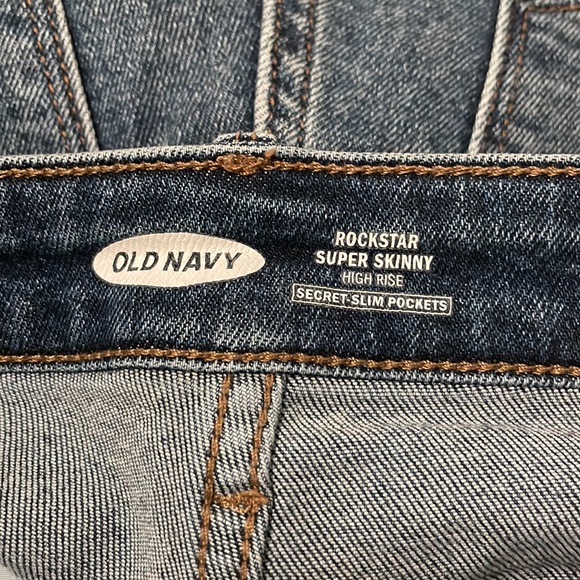 OLD NAVY
ROCKSTAR
SUPER SKINNY
HIGH RISE
SECRET-SLIM POCKETS